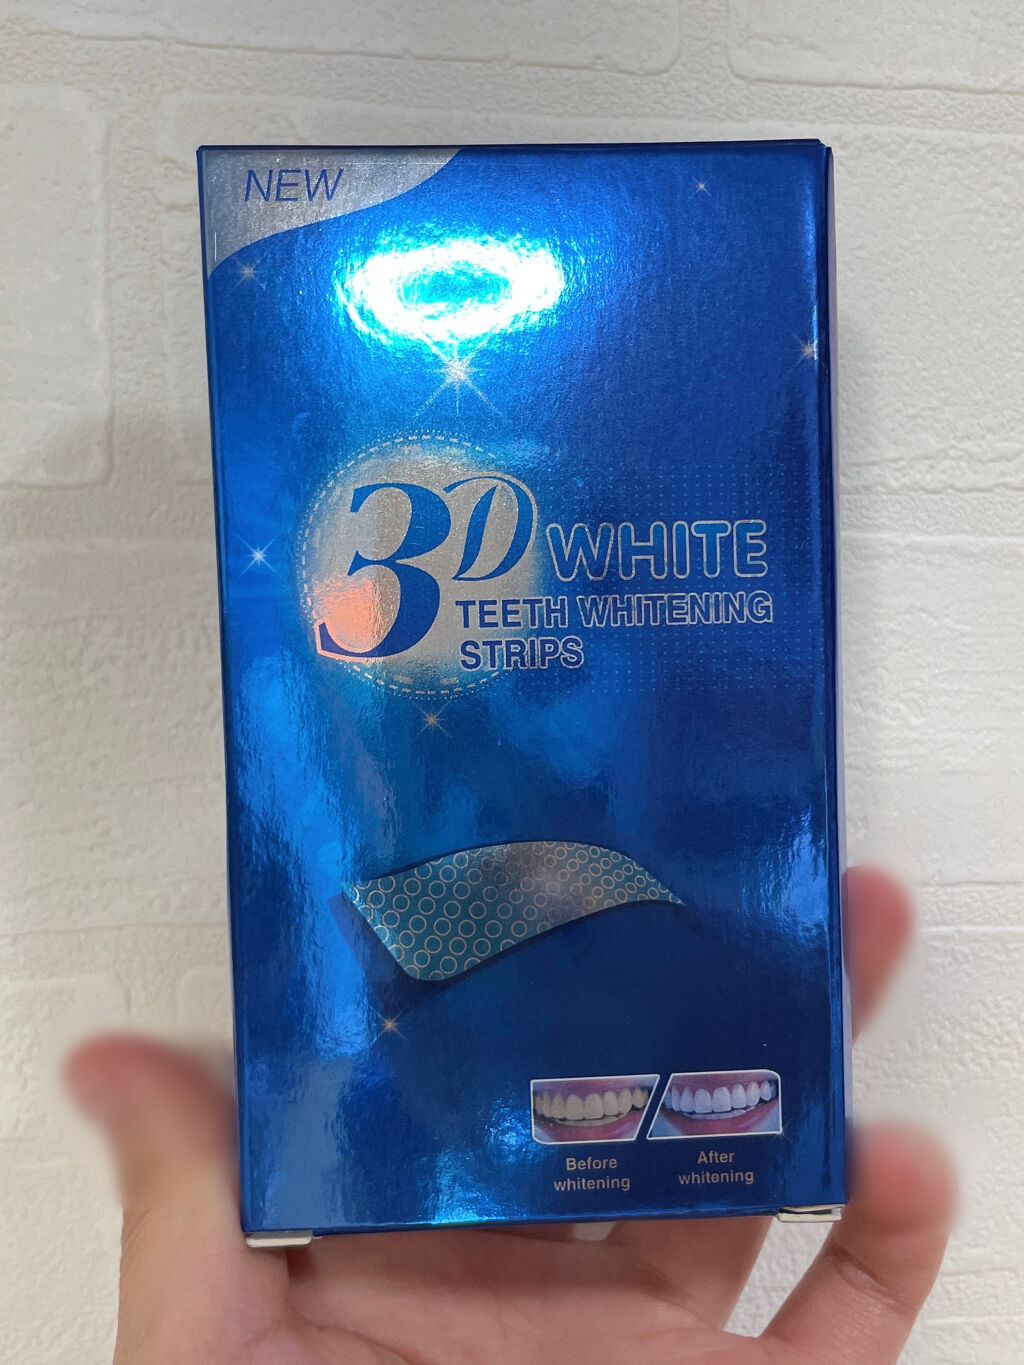 NEW
3D WHITE
TEETH WHITENING
STRIPS
Before
whitening
After
whitening